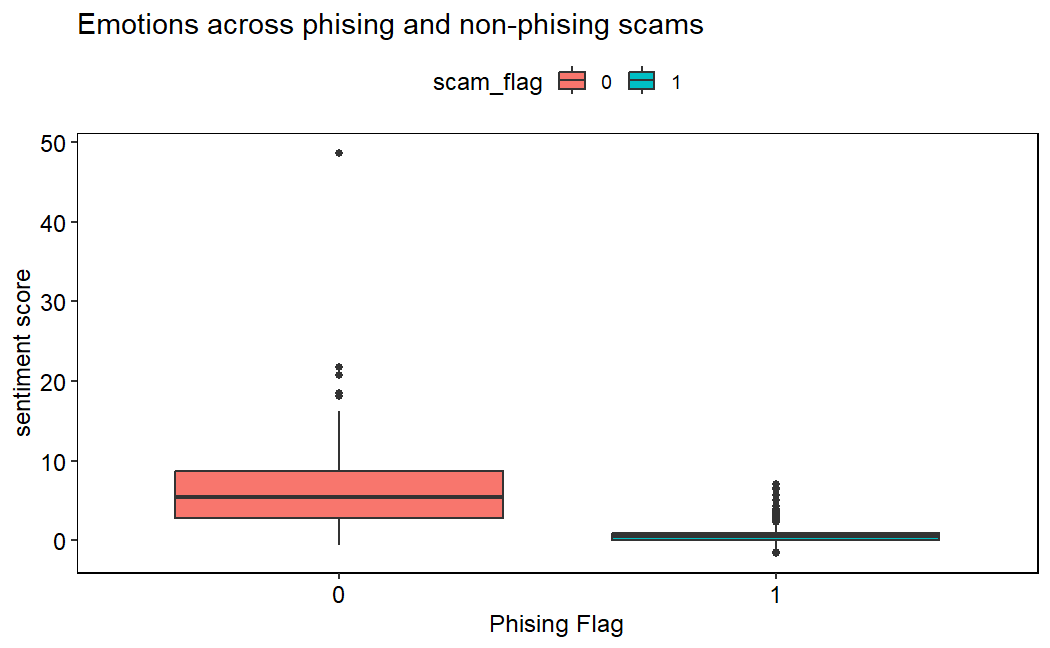 Emotions across phising and non-phising scams
scam_flag 0 1
50
40
30
20
10
0
sentiment score
0 1
Phising Flag